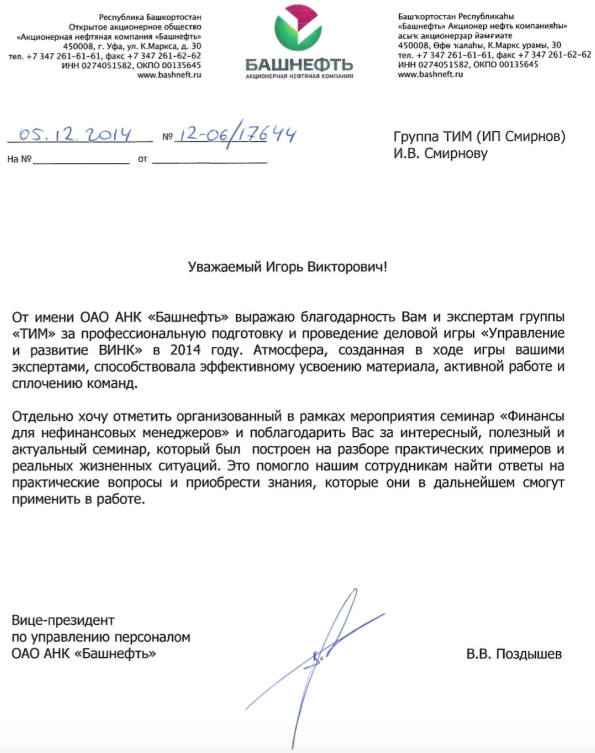 Республика Башкортостан
Открытое акционерное общество
«Акционерная нефтяная компания «Башнефть»
450008, г. Уфа, ул. К.Маркса, д. 30
тел. +7 347 261-61-61, факс +7 347 261-62-62
ИНН 0274051582, ОКПО 00135645
www.bashneft.ru
БАШНЕФТЬ
АКЦИОНЕРНАЯ НЕФТЯНАЯ КОМПАНИЯ
Башҡортостан Республикаһы
«Башнефть» Акционер нефт компанияһы»
асыҡ акционерҙар йәмғиәте
450008, Өфө ҡалаһы, К.Маркс урамы, 30
тел. +7 347 261-61-61, факс +7 347 261-62-62
ИНН 0274051582, ОКПО 00135645
www.bashneft.ru
05.12.2014 № 12-06/17644
На № от
Группа ТИМ (ИП Смирнов)
И.В. Смирнову
Уважаемый Игорь Викторович!
От имени ОАО АНК «Башнефть» выражаю благодарность Вам и экспертам группы
«ТИМ» за профессиональную подготовку и проведение деловой игры «Управление
и развитие ВИНК» в 2014 году. Атмосфера, созданная в ходе игры вашими
экспертами, способствовала эффективному усвоению материала, активной работе и
сплочению команд.
Отдельно хочу отметить организованный в рамках мероприятия семинар «Финансы
для нефинансовых менеджеров» и поблагодарить Вас за интересный, полезный и
актуальный семинар, который был построен на разборе практических примеров и
реальных жизненных ситуаций. Это помогло нашим сотрудникам найти ответы на
практические вопросы и приобрести знания, которые они в дальнейшем смогут
применить в работе.
Вице-президент
по управлению персоналом
ОАО АНК «Башнефть»
В.В. Поздышев